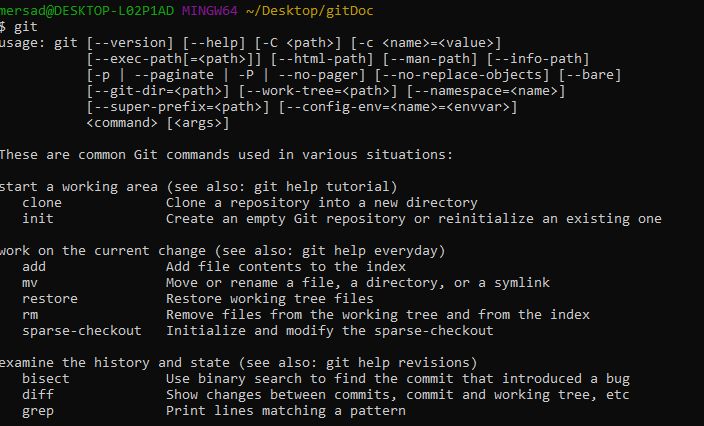 mersad@DESKTOP-L02P1AD MINGW64 ~/Desktop/gitDoc
$ git
usage: git [--version] [--help] [-C <path>] [-c <name>=<value>]
           [--exec-path[=<path>]] [--html-path] [--man-path] [--info-path]
           [-p | --paginate | -P | --no-pager] [--no-replace-objects] [--bare]
           [--git-dir=<path>] [--work-tree=<path>] [--namespace=<name>]
           [--super-prefix=<path>] [--config-env=<name>=<envvar>]
           <command> [<args>]

These are common Git commands used in various situations:

start a working area (see also: git help tutorial)
   clone             Clone a repository into a new directory
   init              Create an empty Git repository or reinitialize an existing one

work on the current change (see also: git help everyday)
   add               Add file contents to the index
   mv                Move or rename a file, a directory, or a symlink
   restore           Restore working tree files
   rm                Remove files from the working tree and from the index
   sparse-checkout   Initialize and modify the sparse-checkout

examine the history and state (see also: git help revisions)
   bisect            Use binary search to find the commit that introduced a bug
   diff              Show changes between commits, commit and working tree, etc
   grep              Print lines matching a pattern